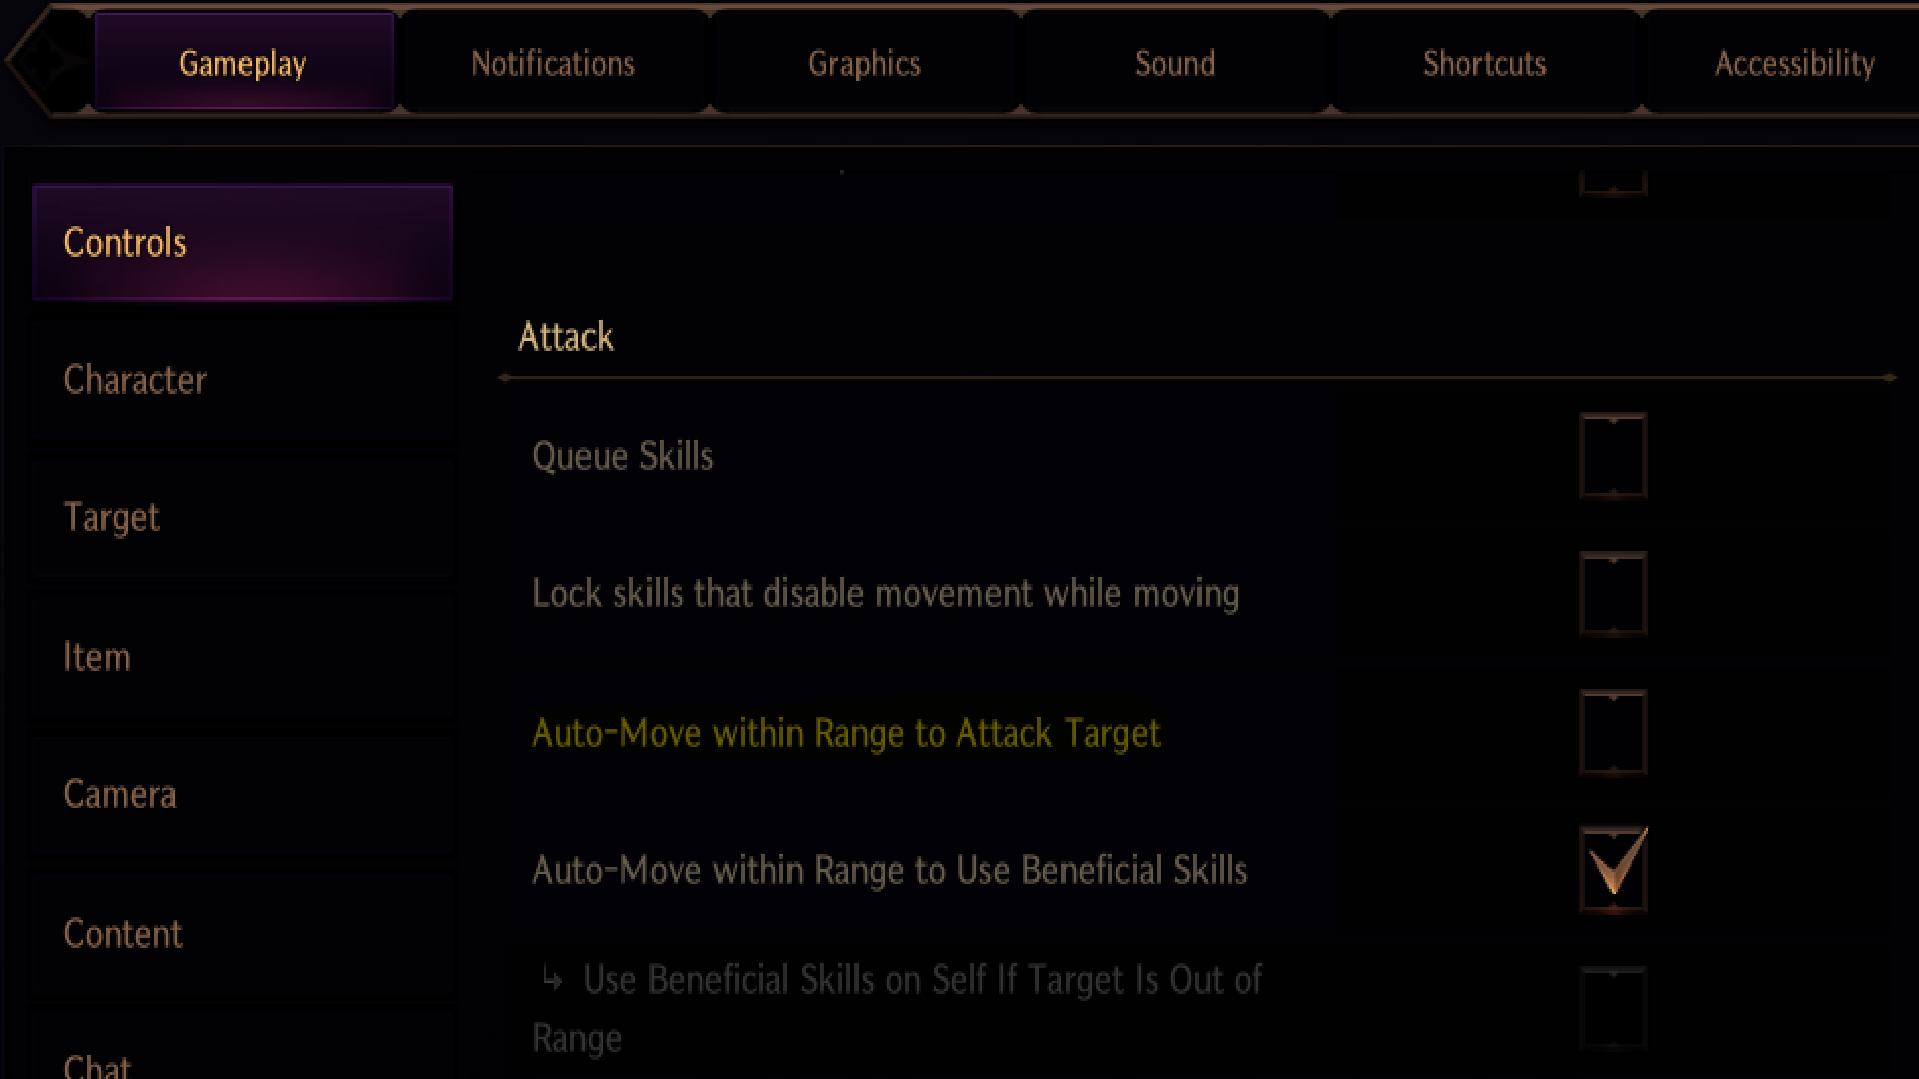 Gameplay Notifications Graphics Sound Shortcuts Accessibility
Controls
Character
Target
Item
Camera
Content
Chat
Attack
Queue Skills
Lock skills that disable movement while moving
Auto-Move within Range to Attack Target
Auto-Move within Range to Use Beneficial Skills
↳ Use Beneficial Skills on Self If Target Is Out of
Range